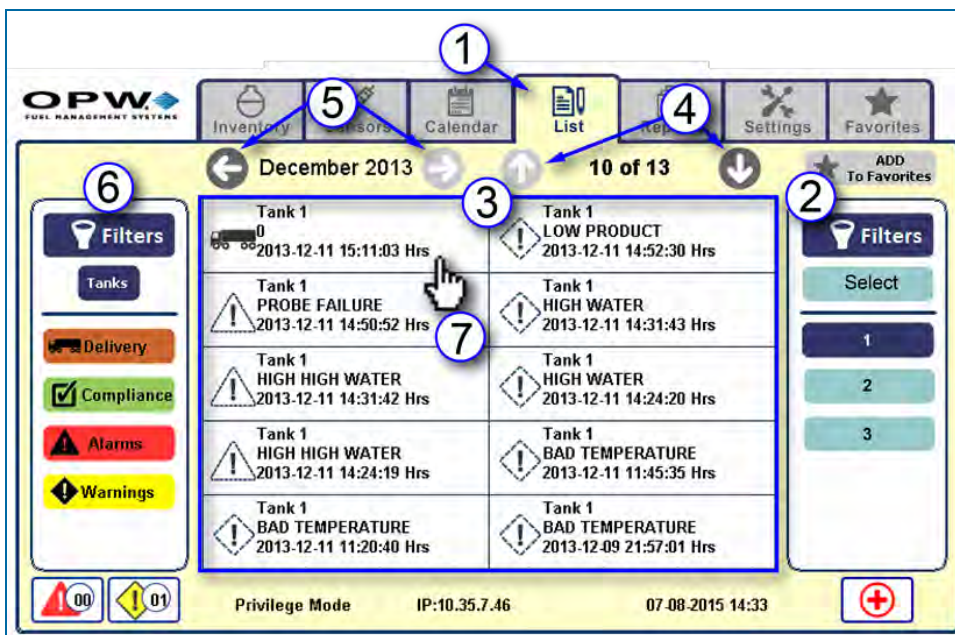 1
OPW
FUEL MANAGEMENT SYSTEMS
Inventory
5
Calendar
List
4
Settings
Favorites
December 2013
10 of 13
ADD
To Favorites
6
Filters
Tanks
Delivery
Compliance
Alarms
Warnings
3
Tank 1
0
2013-12-11 15:11:03 Hrs
Tank 1
LOW PRODUCT
2013-12-11 14:52:30 Hrs
Tank 1
PROBE FAILURE
2013-12-11 14:50:52 Hrs
7
Tank 1
HIGH WATER
2013-12-11 14:31:43 Hrs
Tank 1
HIGH HIGH WATER
2013-12-11 14:31:42 Hrs
Tank 1
HIGH WATER
2013-12-11 14:24:20 Hrs
Tank 1
HIGH HIGH WATER
2013-12-11 14:24:19 Hrs
Tank 1
BAD TEMPERATURE
2013-12-11 11:45:35 Hrs
Tank 1
BAD TEMPERATURE
2013-12-11 11:20:40 Hrs
Tank 1
BAD TEMPERATURE
2013-12-09 21:57:01 Hrs
2
Filters
Select
1
2
3
00
01
Privilege Mode
IP:10.35.7.46
07-08-2015 14:33